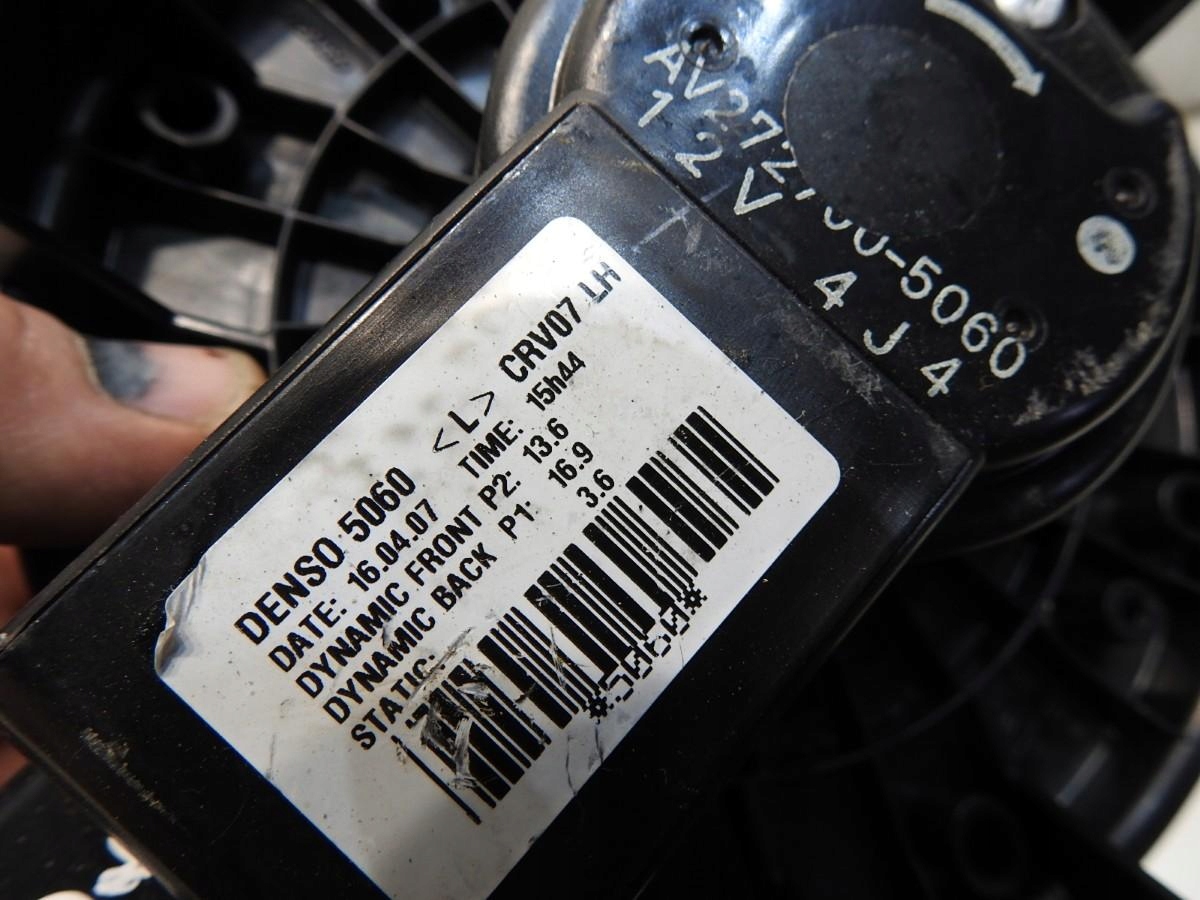 AV272700-5060
12V 4J4
DENSO 5060 <L> CRV07 LH
DATE: 16.04.07 TIME: 15h44
DYNAMIC FRONT P2: 13.6
DYNAMIC BACK P1: 16.9
STATIC: 3.6
*5060*